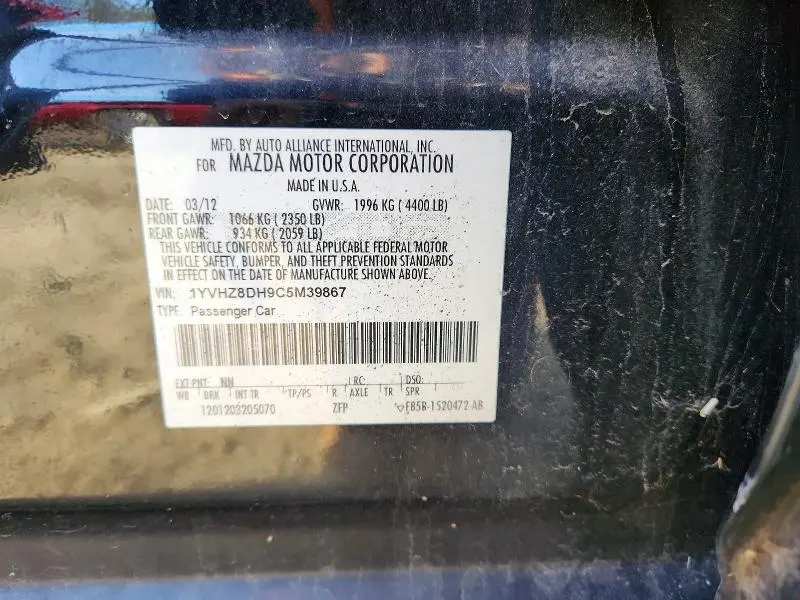 MFD. BY AUTO ALLIANCE INTERNATIONAL, INC.
FOR MAZDA MOTOR CORPORATION
MADE IN U.S.A.
DATE: 03/12 GVWR: 1996 KG ( 4400 LB)
FRONT GAWR: 1066 KG ( 2350 LB)
REAR GAWR: 934 KG ( 2059 LB)
THIS VEHICLE CONFORMS TO ALL APPLICABLE FEDERAL MOTOR
VEHICLE SAFETY, BUMPER, AND THEFT PREVENTION STANDARDS
IN EFFECT ON THE DATE OF MANUFACTURE SHOWN ABOVE.
VIN: 1YVHZ8DH9C5M39867
TYPE: Passenger Car
EXT PNT: NN RC: DSO:
WB BRK INT TR TP/PS R AXLE TR SPR
1201203205070 ZFP FB5B-1520472-AB